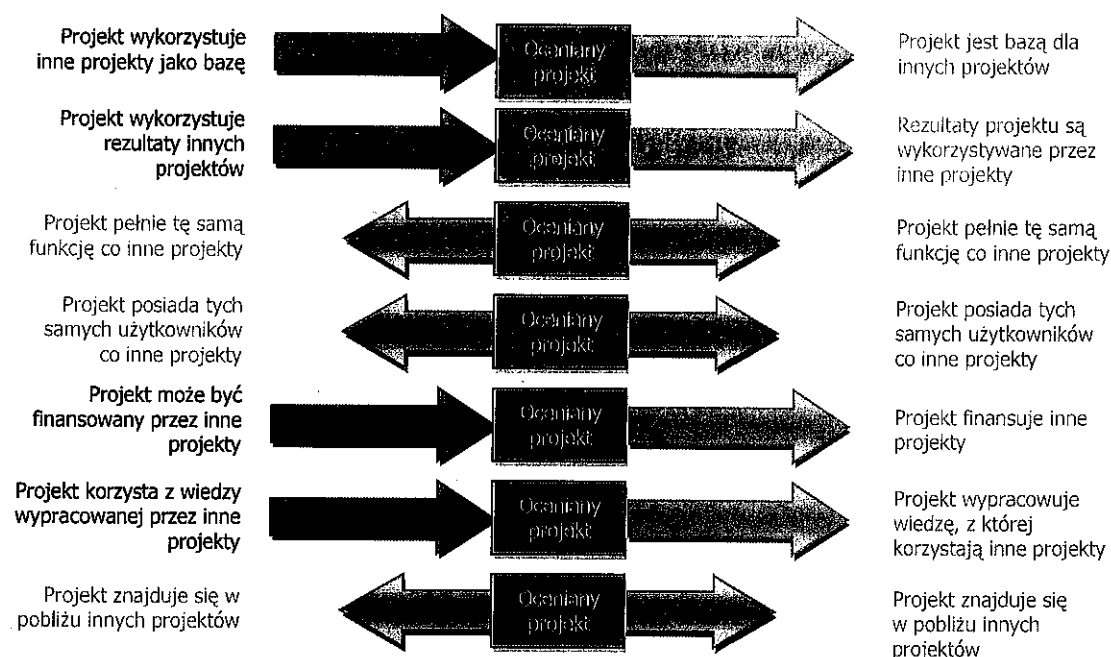 Projekt wykorzystuje
inne projekty jako bazę
Oceniany
projekt
Projekt jest bazą dla
innych projektów
Projekt wykorzystuje
rezultaty innych
projektów
Oceniany
projekt
Rezultaty projektu są
wykorzystywane przez
inne projekty
Projekt pełnie tę samą
funkcję co inne projekty
Oceniany
projekt
Projekt pełnie tę samą
funkcję co inne projekty
Projekt posiada tych
samych użytkowników
co inne projekty
Oceniany
projekt
Projekt posiada tych
samych użytkowników
co inne projekty
Projekt może być
finansowany przez inne
projekty
Oceniany
projekt
Projekt finansuje inne
projekty
Projekt korzysta z wiedzy
wypracowanej przez inne
projekty
Oceniany
projekt
Projekt wypracowuje
wiedzę, z której
korzystają inne projekty
Projekt znajduje się w
pobliżu innych projektów
Oceniany
projekt
Projekt znajduje się
w pobliżu innych
projektów